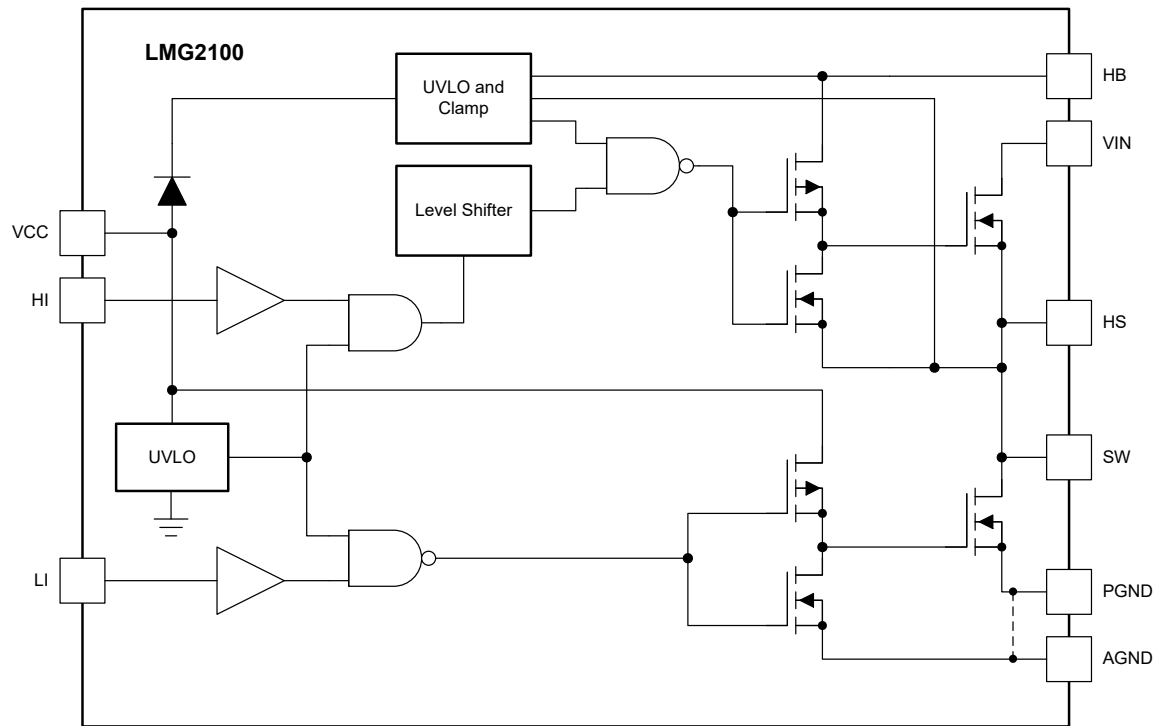 LMG2100
UVLO and
Clamp
HB
VIN
Level Shifter
VCC
HI
HS
UVLO
SW
LI
PGND
AGND